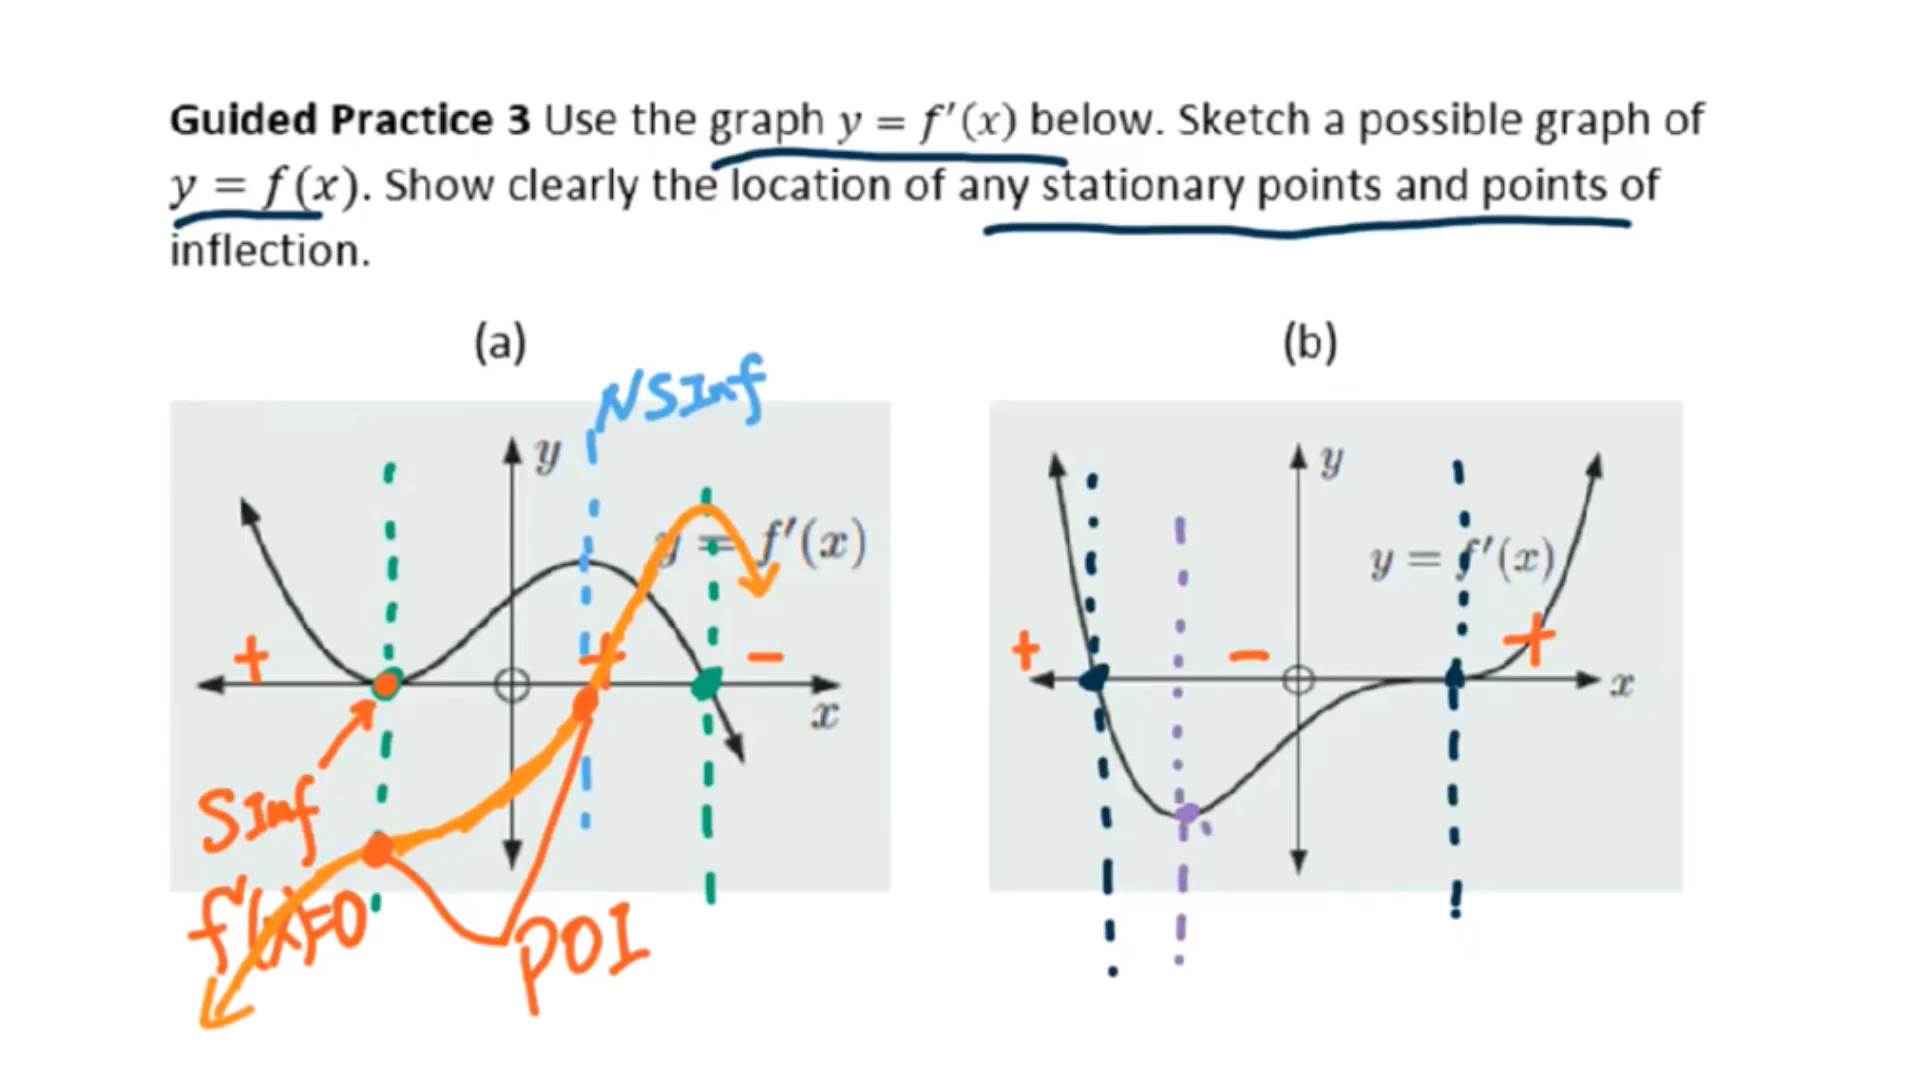 Guided Practice 3 Use the graph y = f′(x) below. Sketch a possible graph of
y = f(x). Show clearly the location of any stationary points and points of
inflection.
(a)
(b)
NSInf
y
y
y = f′(x)
y = f′(x)
+
+
−
+
−
+
x
x
SInf
f′(x)=0
POI